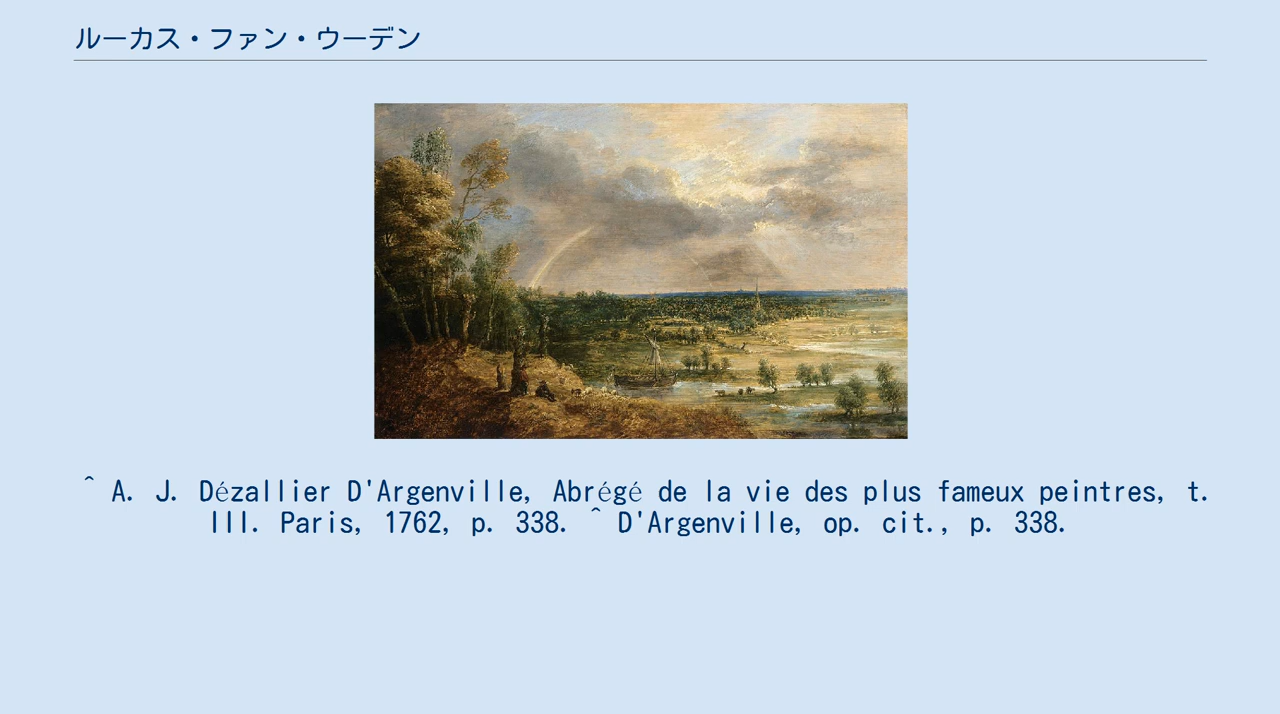 ルーカス・ファン・ウーデン
^ A. J. Dézallier D'Argenville, Abrégé de la vie des plus fameux peintres, t.
III. Paris, 1762, p. 338. ^ D'Argenville, op. cit., p. 338.